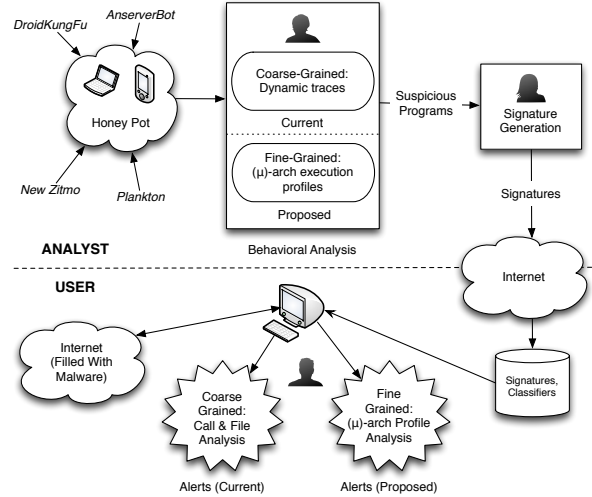 DroidKungFu
AnserverBot
Honey Pot
New Zitmo
Plankton
Coarse-Grained:
Dynamic traces
Current
Fine-Grained:
(μ)-arch execution
profiles
Proposed
Behavioral Analysis
Suspicious
Programs
Signature
Generation
Signatures
ANALYST
Internet
USER
Internet
(Filled With
Malware)
Coarse
Grained:
Call & File
Analysis
Alerts (Current)
Fine
Grained:
(μ)-arch Profile
Analysis
Alerts (Proposed)
Signatures,
Classifiers